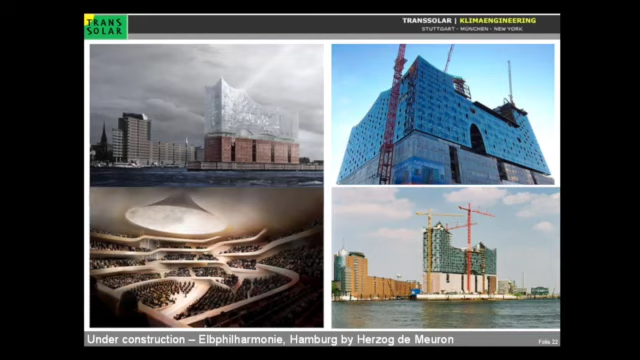 TRANS
SOLAR
TRANSSOLAR | KLIMAENGINEERING
STUTTGART - MÜNCHEN - NEW YORK
Under construction – Elbphilharmonie, Hamburg by Herzog de Meuron
Folie 22